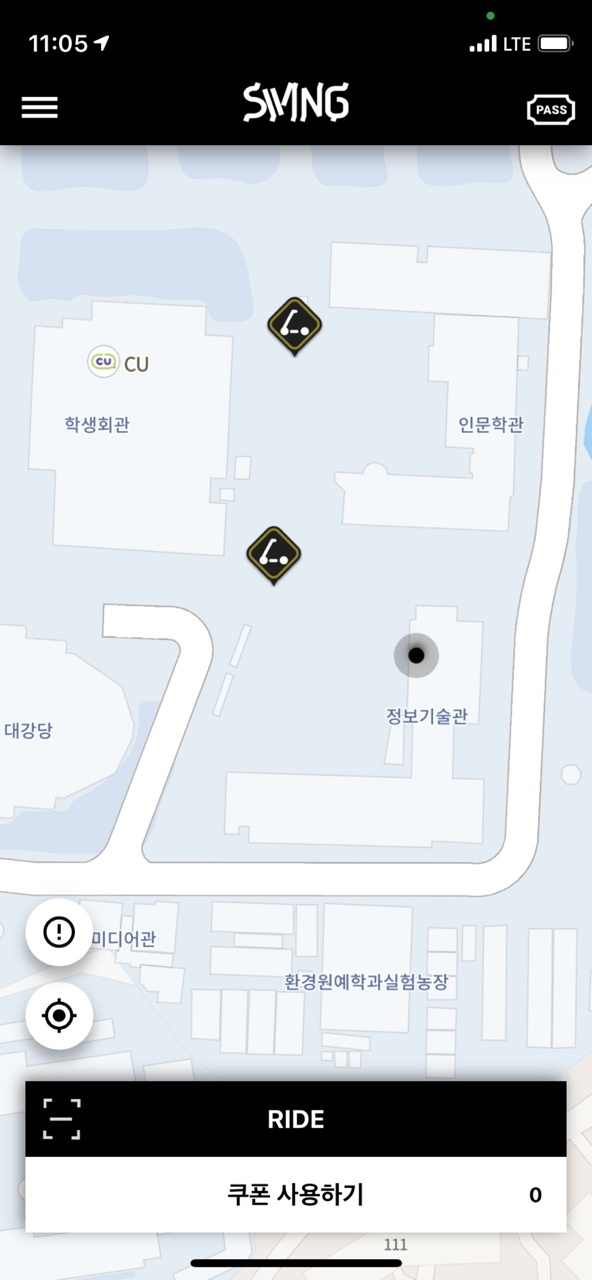 11:05
LTE
SWING
PASS
CU CU
학생회관
인문학관
정보기술관
대강당
미디어관
환경원예학과실험농장
RIDE
쿠폰 사용하기 0
111